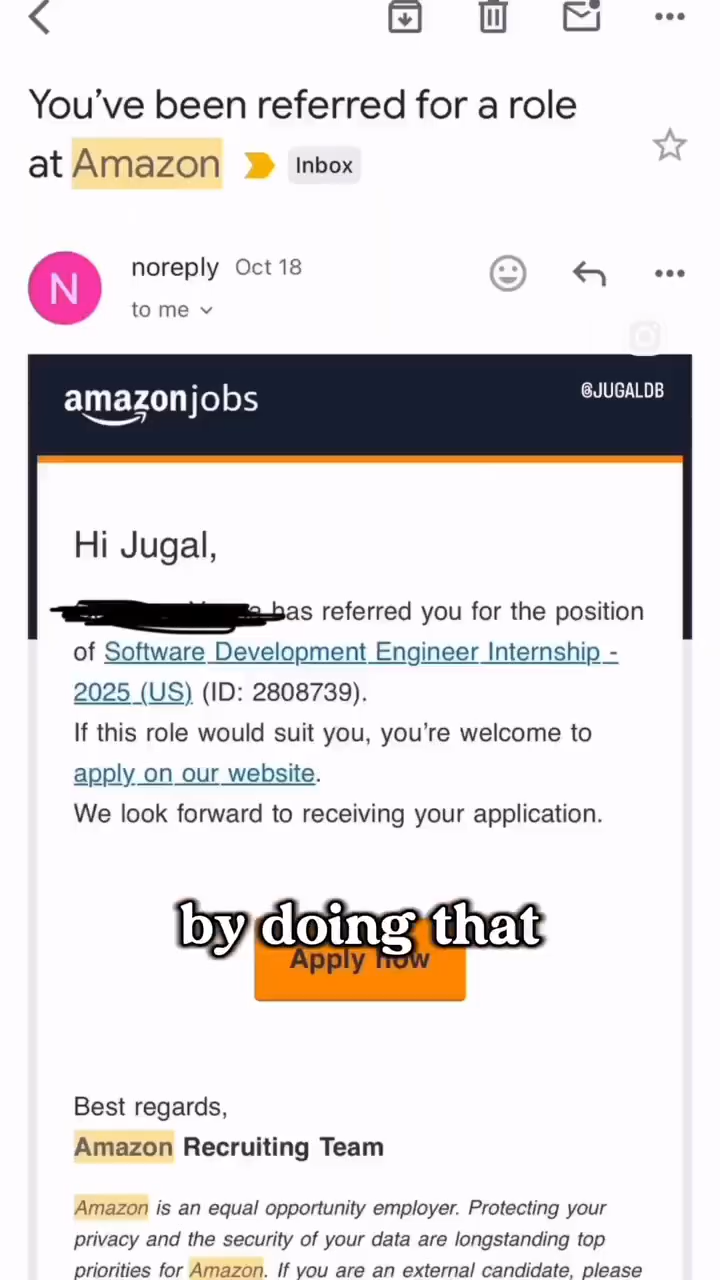 You've been referred for a role
at Amazon Inbox
N
noreply Oct 18
to me
amazonjobs
@JUGALDB
Hi Jugal,
has referred you for the position
of Software Development Engineer Internship -
2025 (US) (ID: 2808739).
If this role would suit you, you're welcome to
apply on our website.
We look forward to receiving your application.
by doing that
Apply now
Best regards,
Amazon Recruiting Team
Amazon is an equal opportunity employer. Protecting your
privacy and the security of your data are longstanding top
priorities for Amazon. If you are an external candidate, please